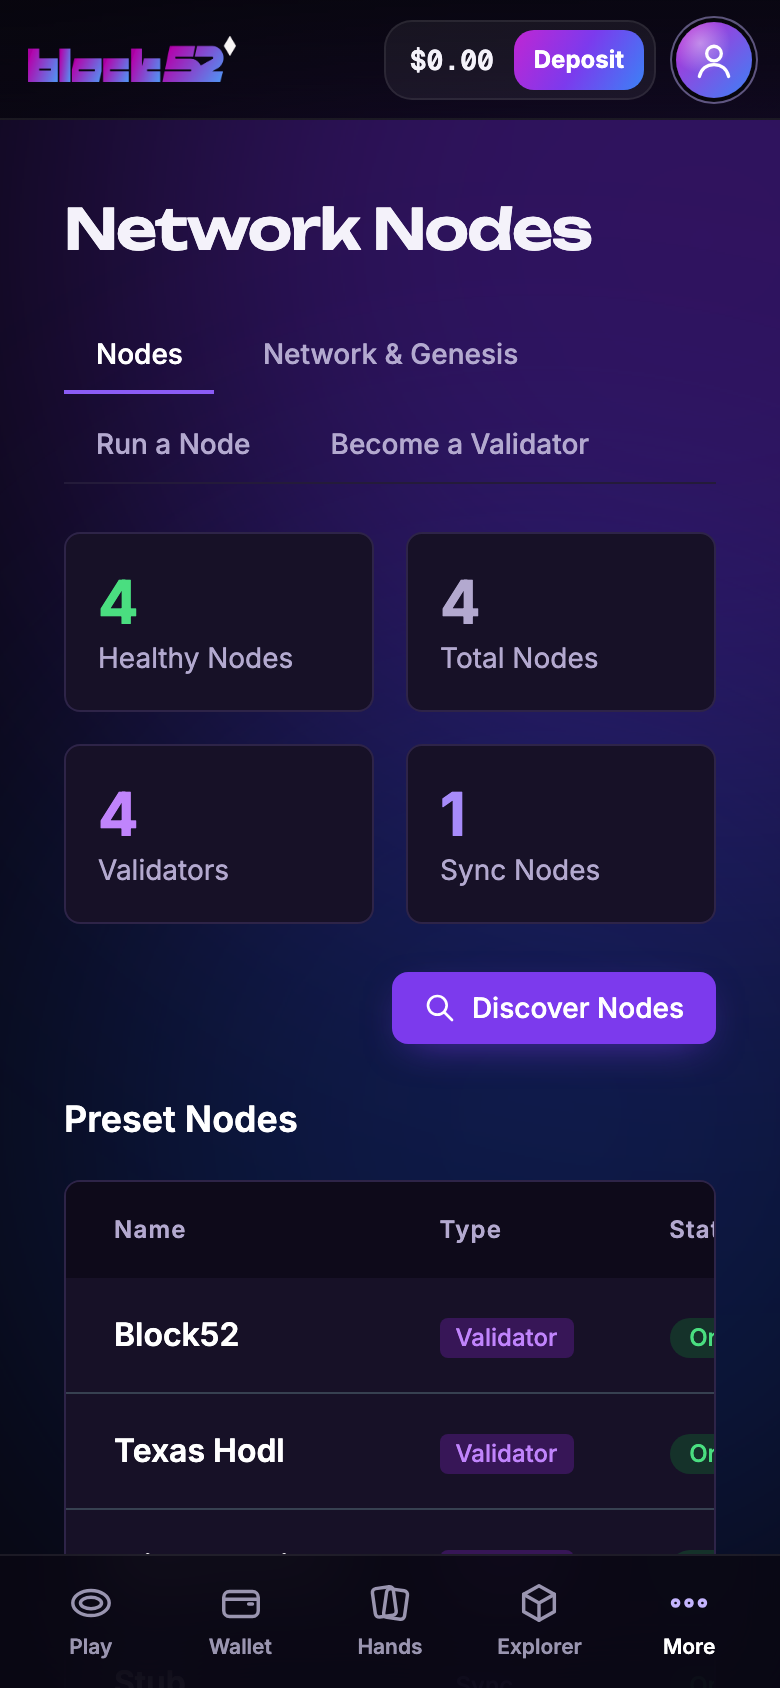 block52
$0.00 Deposit
Network Nodes
Nodes Network & Genesis
Run a Node Become a Validator
4 4
Healthy Nodes Total Nodes
4 1
Validators Sync Nodes
Discover Nodes
Preset Nodes
Name Type
Block52 Validator
Texas Hodl Validator
Stub Sync
Play Wallet Hands Explorer More